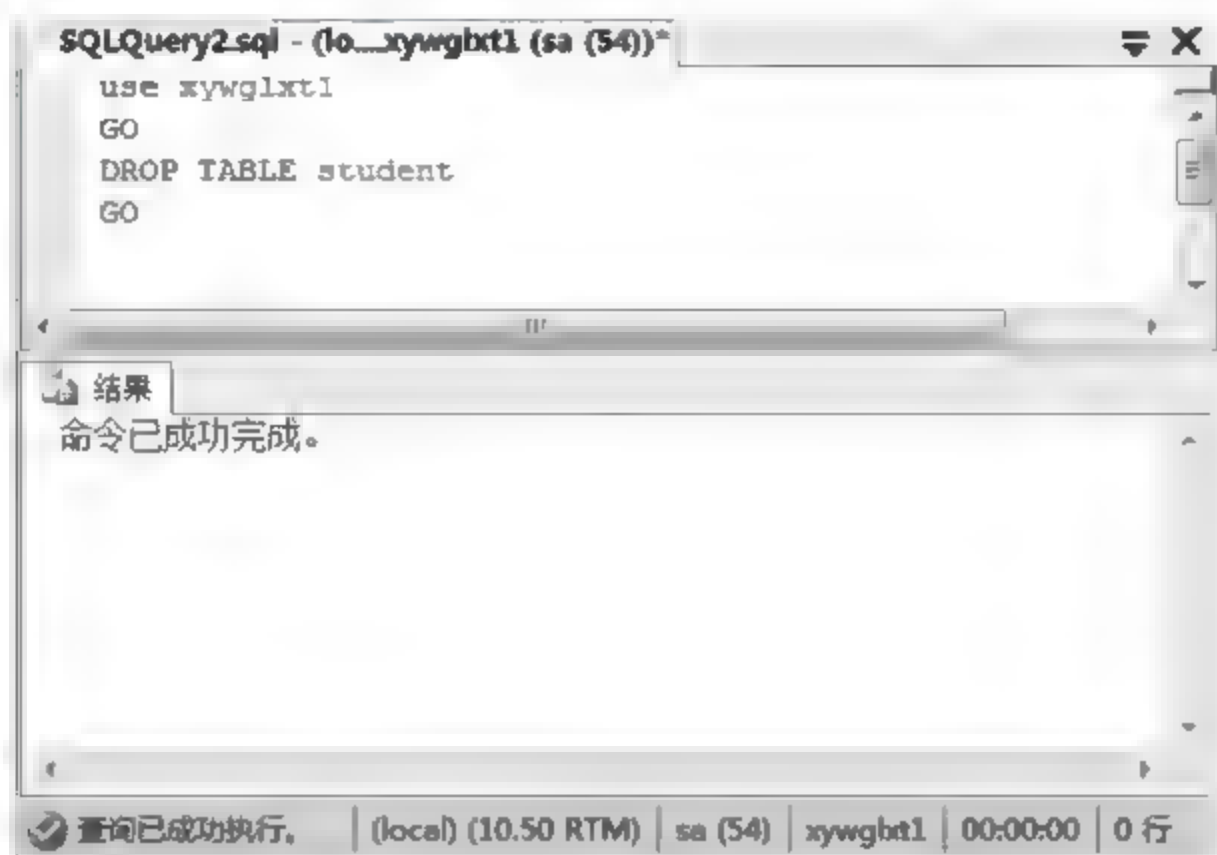 SQLQuery2.sql - (lo...xywglxt1 (sa (54))*
use xywglxt1
GO
DROP TABLE student
GO
结果
命令已成功完成。
查询已成功执行。 (local) (10.50 RTM) sa (54) xywglxt1 00:00:00 0 行